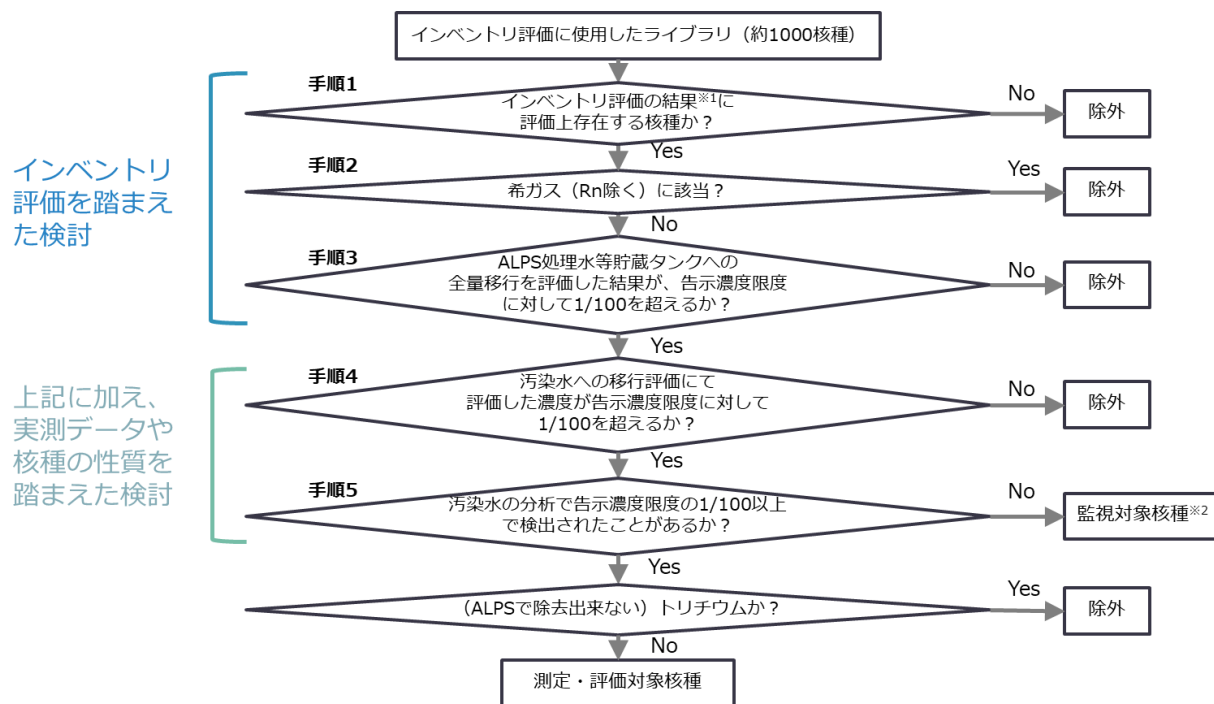 インベントリ評価に使用したライブラリ（約1000核種）
手順1
インベントリ評価の結果※1に
評価上存在する核種か？
No
除外
Yes
インベントリ
評価を踏まえ
た検討
手順2
希ガス（Rn除く）に該当？
Yes
除外
No
手順3
ALPS処理水等貯蔵タンクへの
全量移行を評価した結果が、告示濃度限度
に対して1/100を超えるか？
No
除外
Yes
上記に加え、
実測データや
核種の性質を
踏まえた検討
手順4
汚染水への移行評価にて
評価した濃度が告示濃度限度に対して
1/100を超えるか？
No
除外
Yes
手順5
汚染水の分析で告示濃度限度の1/100以上
で検出されたことがあるか？
No
監視対象核種※2
Yes
（ALPSで除去出来ない）トリチウムか？
Yes
除外
No
測定・評価対象核種